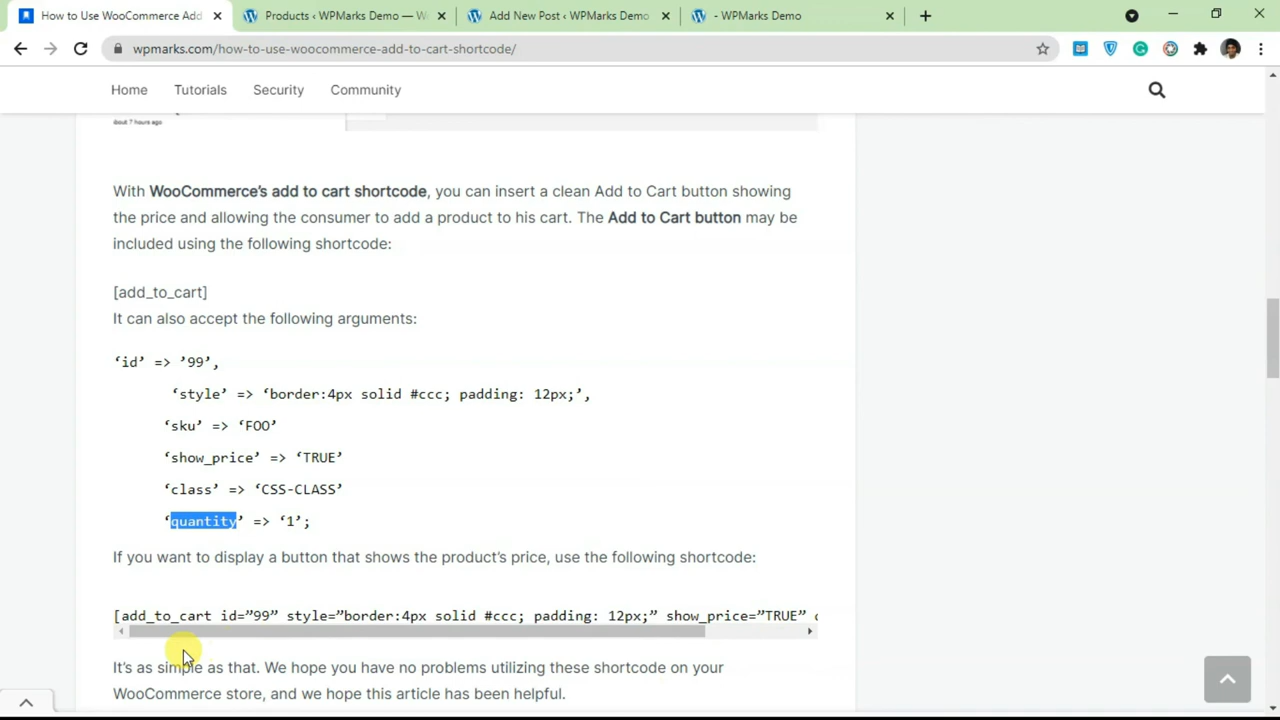 How to Use WooCommerce Add
Products ‹ WPMarks Demo — W
Add New Post ‹ WPMarks Demo
- WPMarks Demo
wpmarks.com/how-to-use-woocommerce-add-to-cart-shortcode/
Home Tutorials Security Community
about 7 hours ago
With WooCommerce’s add to cart shortcode, you can insert a clean Add to Cart button showing
the price and allowing the consumer to add a product to his cart. The Add to Cart button may be
included using the following shortcode:
[add_to_cart]
It can also accept the following arguments:
‘id’ => ’99’,
‘style’ => ‘border:4px solid #ccc; padding: 12px;’,
‘sku’ => ‘FOO’
‘show_price’ => ‘TRUE’
‘class’ => ‘CSS-CLASS’
‘quantity’ => ‘1’;
If you want to display a button that shows the product’s price, use the following shortcode:
[add_to_cart id=”99” style=”border:4px solid #ccc; padding: 12px;” show_price=”TRUE”
It’s as simple as that. We hope you have no problems utilizing these shortcode on your
WooCommerce store, and we hope this article has been helpful.